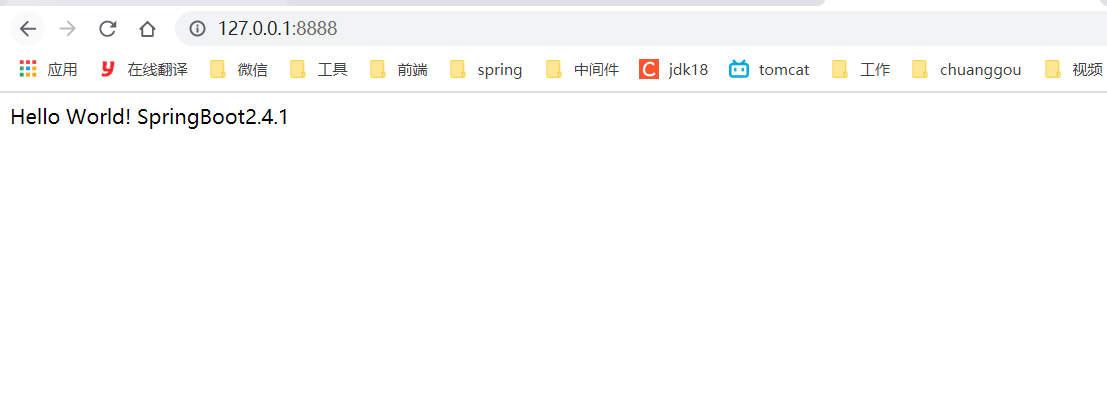 127.0.0.1:8888
应用 在线翻译 微信 工具 前端 spring 中间件 jdk18 tomcat 工作 chuanggou 视频
Hello World! SpringBoot2.4.1